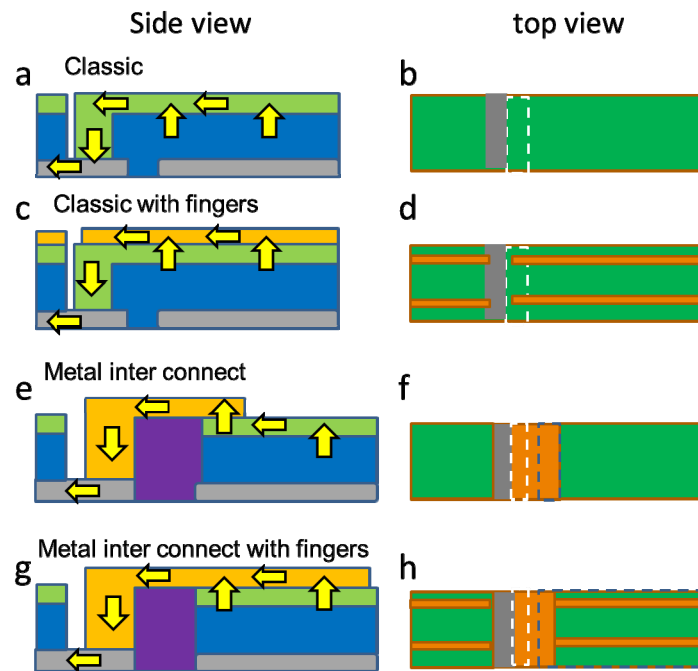 Side view top view
a Classic b
c Classic with fingers d
e Metal inter connect f
Metal inter connect with fingers
g h